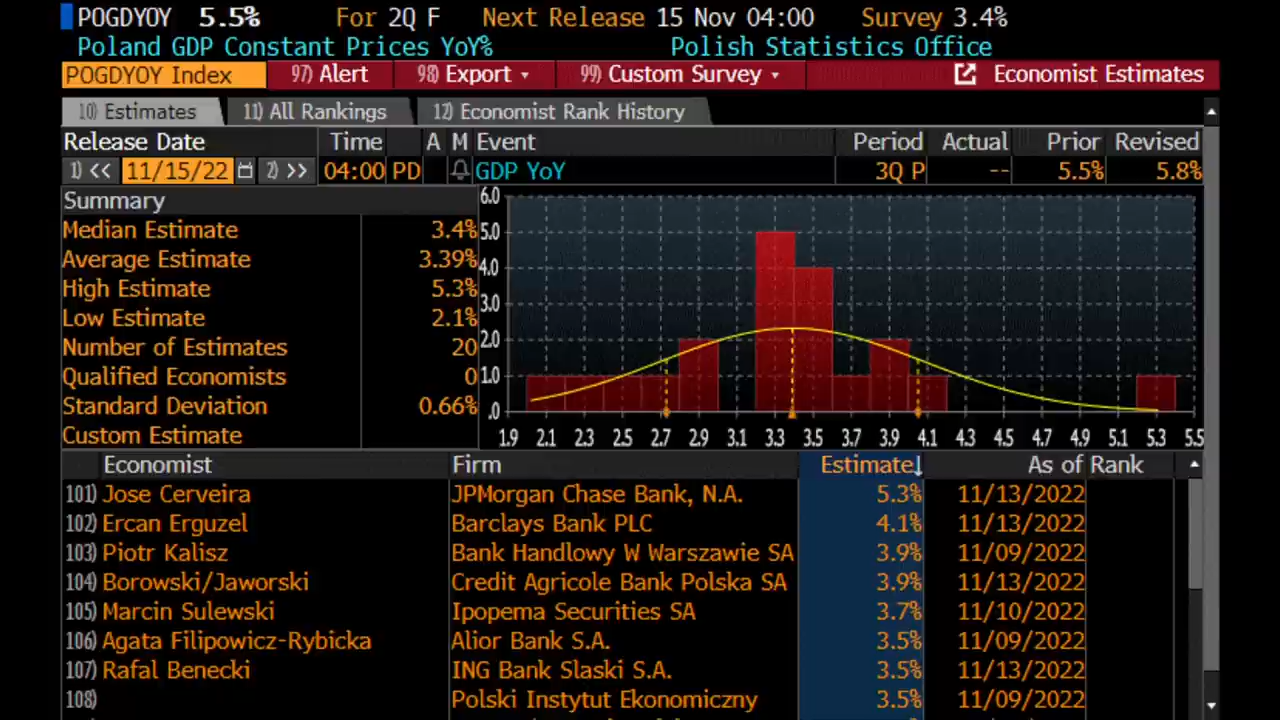 POGDYOY 5.5% For 2Q F Next Release 15 Nov 04:00 Survey 3.4%
Poland GDP Constant Prices YoY% Polish Statistics Office
POGDYOY Index 97) Alert 98) Export 99) Custom Survey Economist Estimates
10) Estimates 11) All Rankings 12) Economist Rank History
Release Date Time A M Event Period Actual Prior Revised
1) << 11/15/22 2) >> 04:00 PD GDP YoY 3Q P -- 5.5% 5.8%
Summary
Median Estimate 3.4%
Average Estimate 3.39%
High Estimate 5.3%
Low Estimate 2.1%
Number of Estimates 20
Qualified Economists 0
Standard Deviation 0.66%
Custom Estimate
6.0
5.0
4.0
3.0
2.0
1.0
.0
1.9 2.1 2.3 2.5 2.7 2.9 3.1 3.3 3.5 3.7 3.9 4.1 4.3 4.5 4.7 4.9 5.1 5.3 5.5
Economist Firm Estimate↓ As of Rank
101) Jose Cerveira JPMorgan Chase Bank, N.A. 5.3% 11/13/2022
102) Ercan Erguzel Barclays Bank PLC 4.1% 11/13/2022
103) Piotr Kalisz Bank Handlowy W Warszawie SA 3.9% 11/09/2022
104) Borowski/Jaworski Credit Agricole Bank Polska SA 3.9% 11/13/2022
105) Marcin Sulewski Ipopema Securities SA 3.7% 11/10/2022
106) Agata Filipowicz-Rybicka Alior Bank S.A. 3.5% 11/09/2022
107) Rafal Benecki ING Bank Slaski S.A. 3.5% 11/13/2022
108) Polski Instytut Ekonomiczny 3.5% 11/09/2022